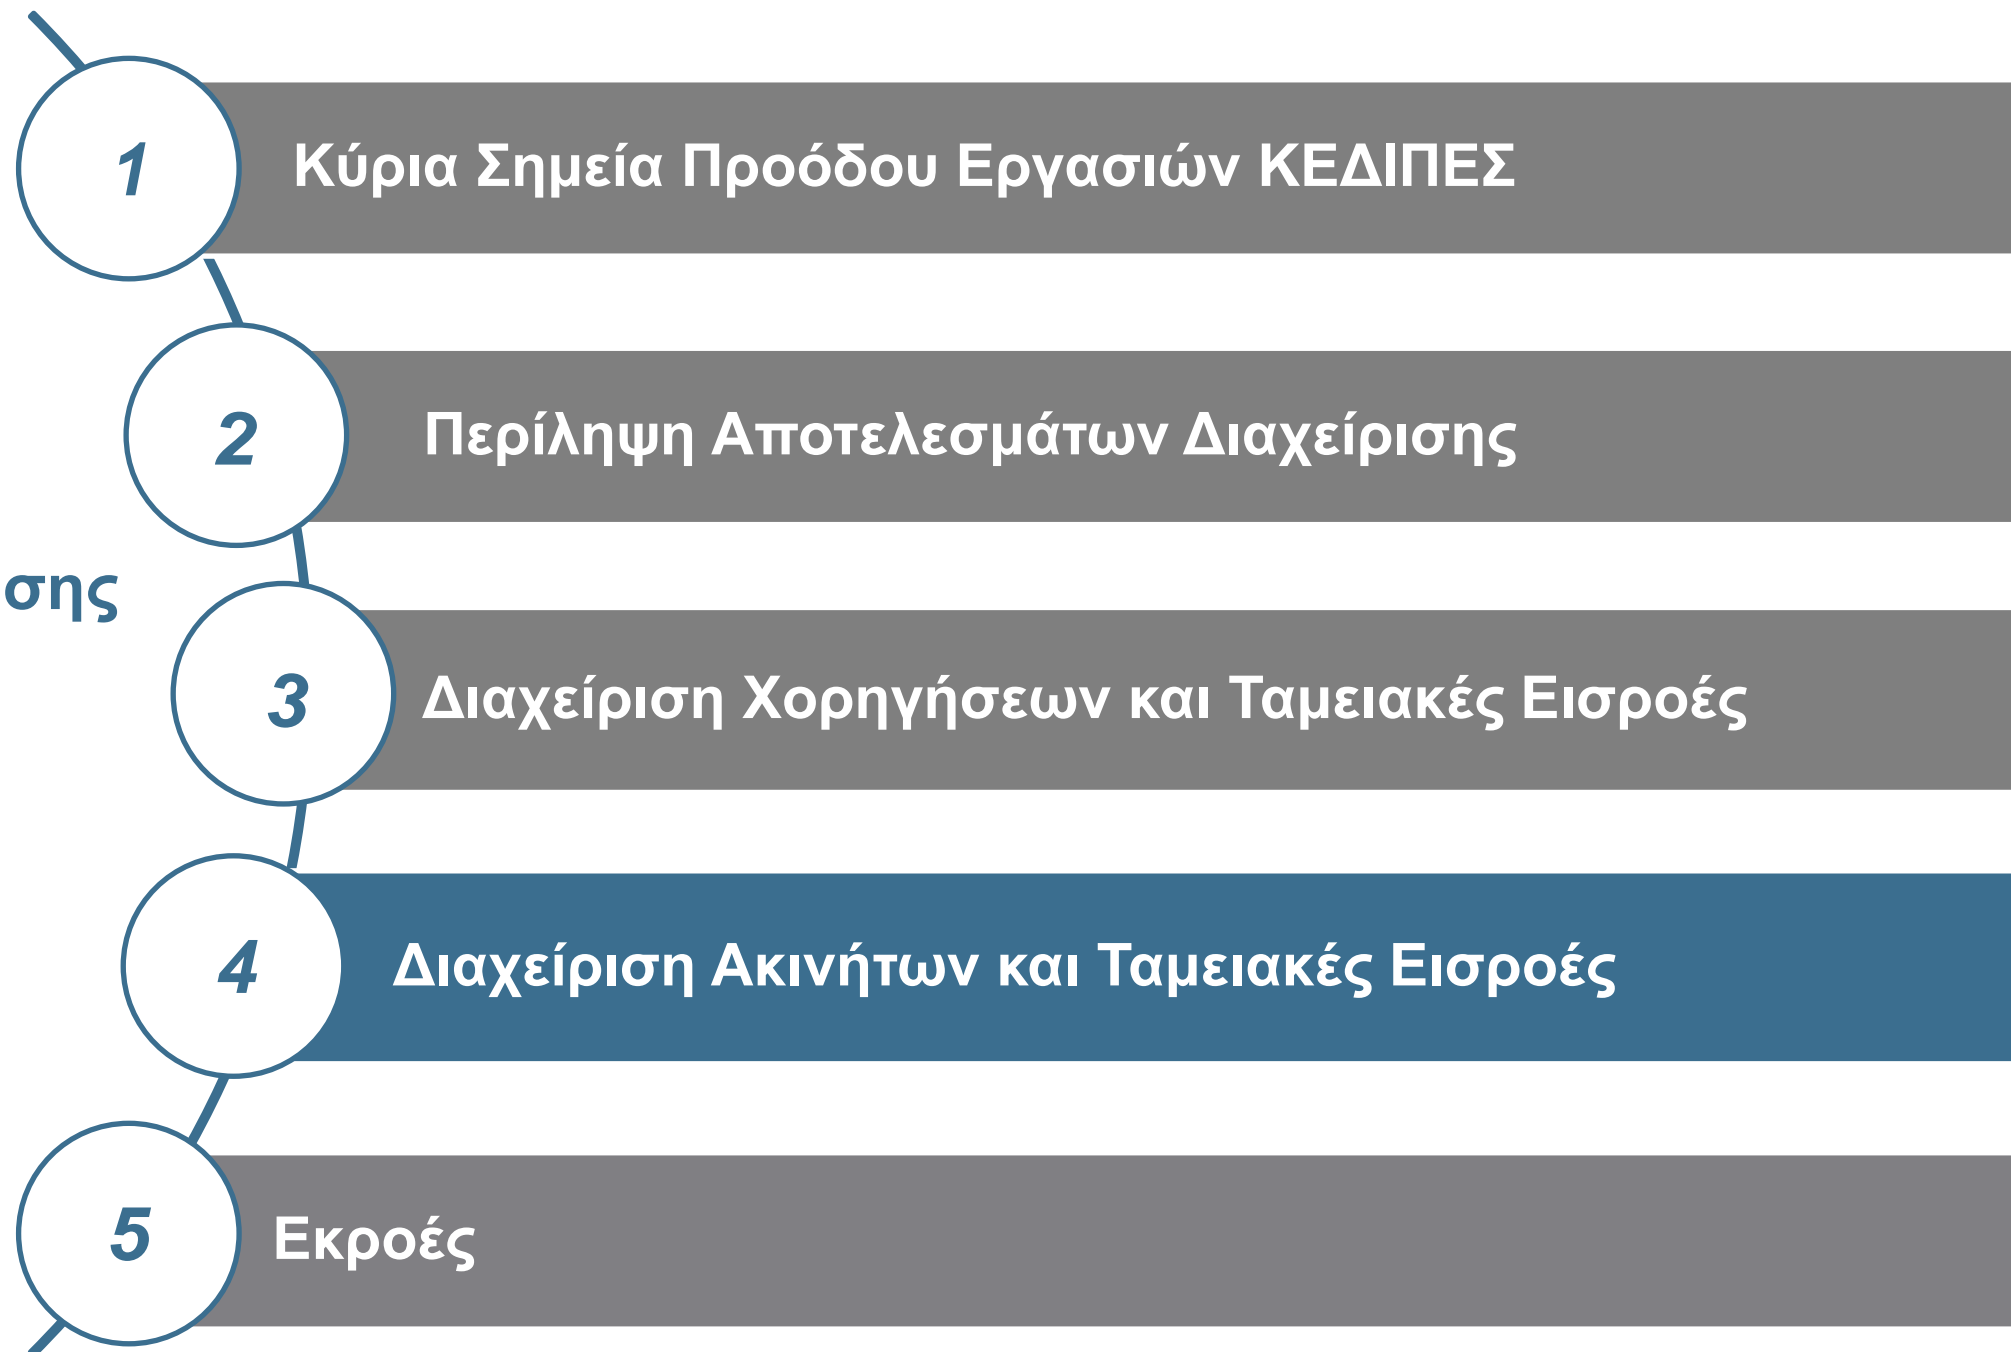 1
Κύρια Σημεία Προόδου Εργασιών ΚΕΔΙΠΕΣ
2
Περίληψη Αποτελεσμάτων Διαχείρισης
σης
3
Διαχείριση Χορηγήσεων και Ταμειακές Εισροές
4
Διαχείριση Ακινήτων και Ταμειακές Εισροές
5
Εκροές